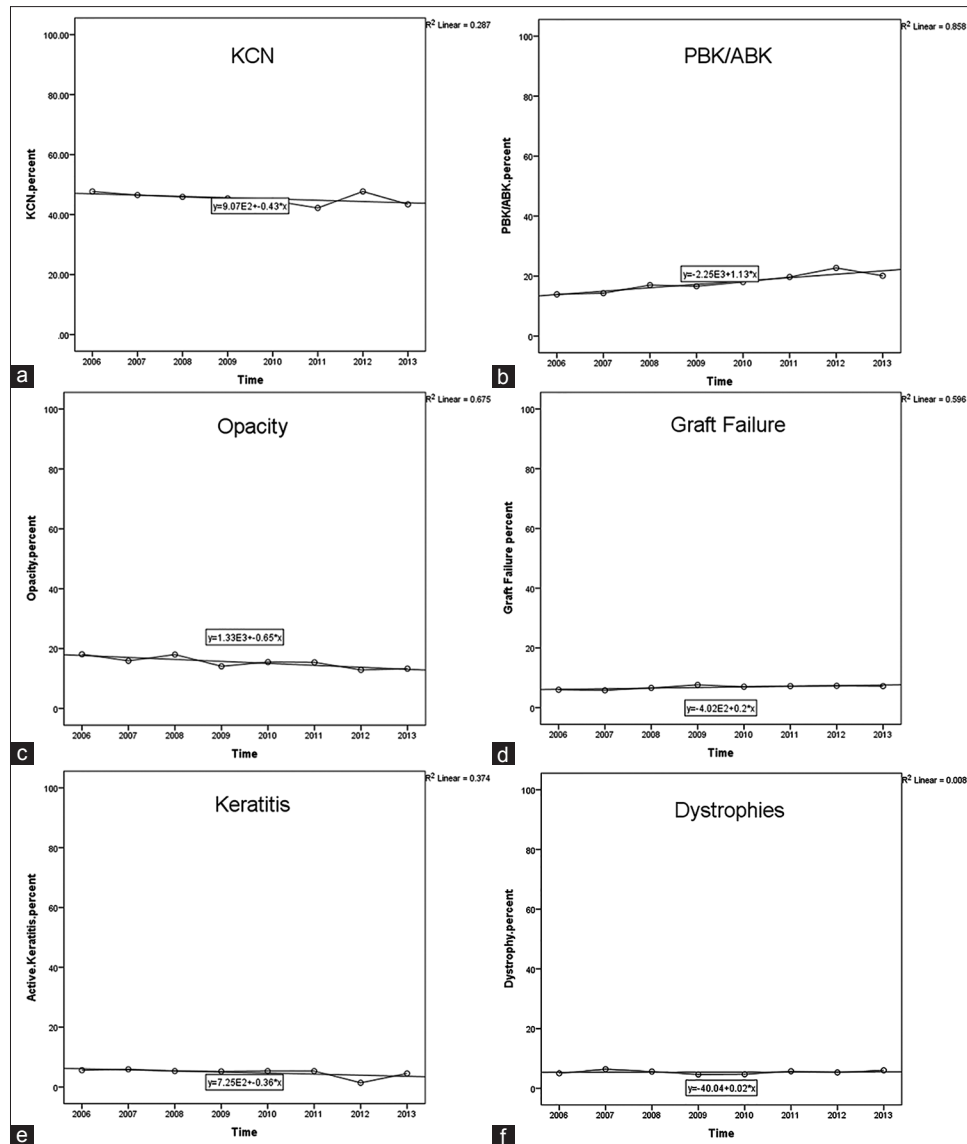 R² Linear = 0.287
KCN
100.00
80.00
60.00
40.00
20.00
.00
KCN.percent
y=9.07E2+-0.43*x
2006 2007 2008 2009 2010 2011 2012 2013
Time
a
R² Linear = 0.858
PBK/ABK
100
80
60
40
20
0
PBK/ABK.percent
y=-2.25E3+1.13*x
2006 2007 2008 2009 2010 2011 2012 2013
Time
b
R² Linear = 0.675
Opacity
100
80
60
40
20
0
Opacity.percent
y=1.33E3+-0.65*x
2006 2007 2008 2009 2010 2011 2012 2013
Time
c
R² Linear = 0.596
Graft Failure
100
80
60
40
20
0
Graft Failure percent
y=-4.02E2+0.2*x
2006 2007 2008 2009 2010 2011 2012 2013
Time
d
R² Linear = 0.374
Keratitis
100
80
60
40
20
0
Active.Keratitis.percent
y=7.25E2+-0.36*x
2006 2007 2008 2009 2010 2011 2012 2013
Time
e
R² Linear = 0.008
Dystrophies
100
80
60
40
20
0
Dystrophy.percent
y=-40.04+0.02*x
2006 2007 2008 2009 2010 2011 2012 2013
Time
f